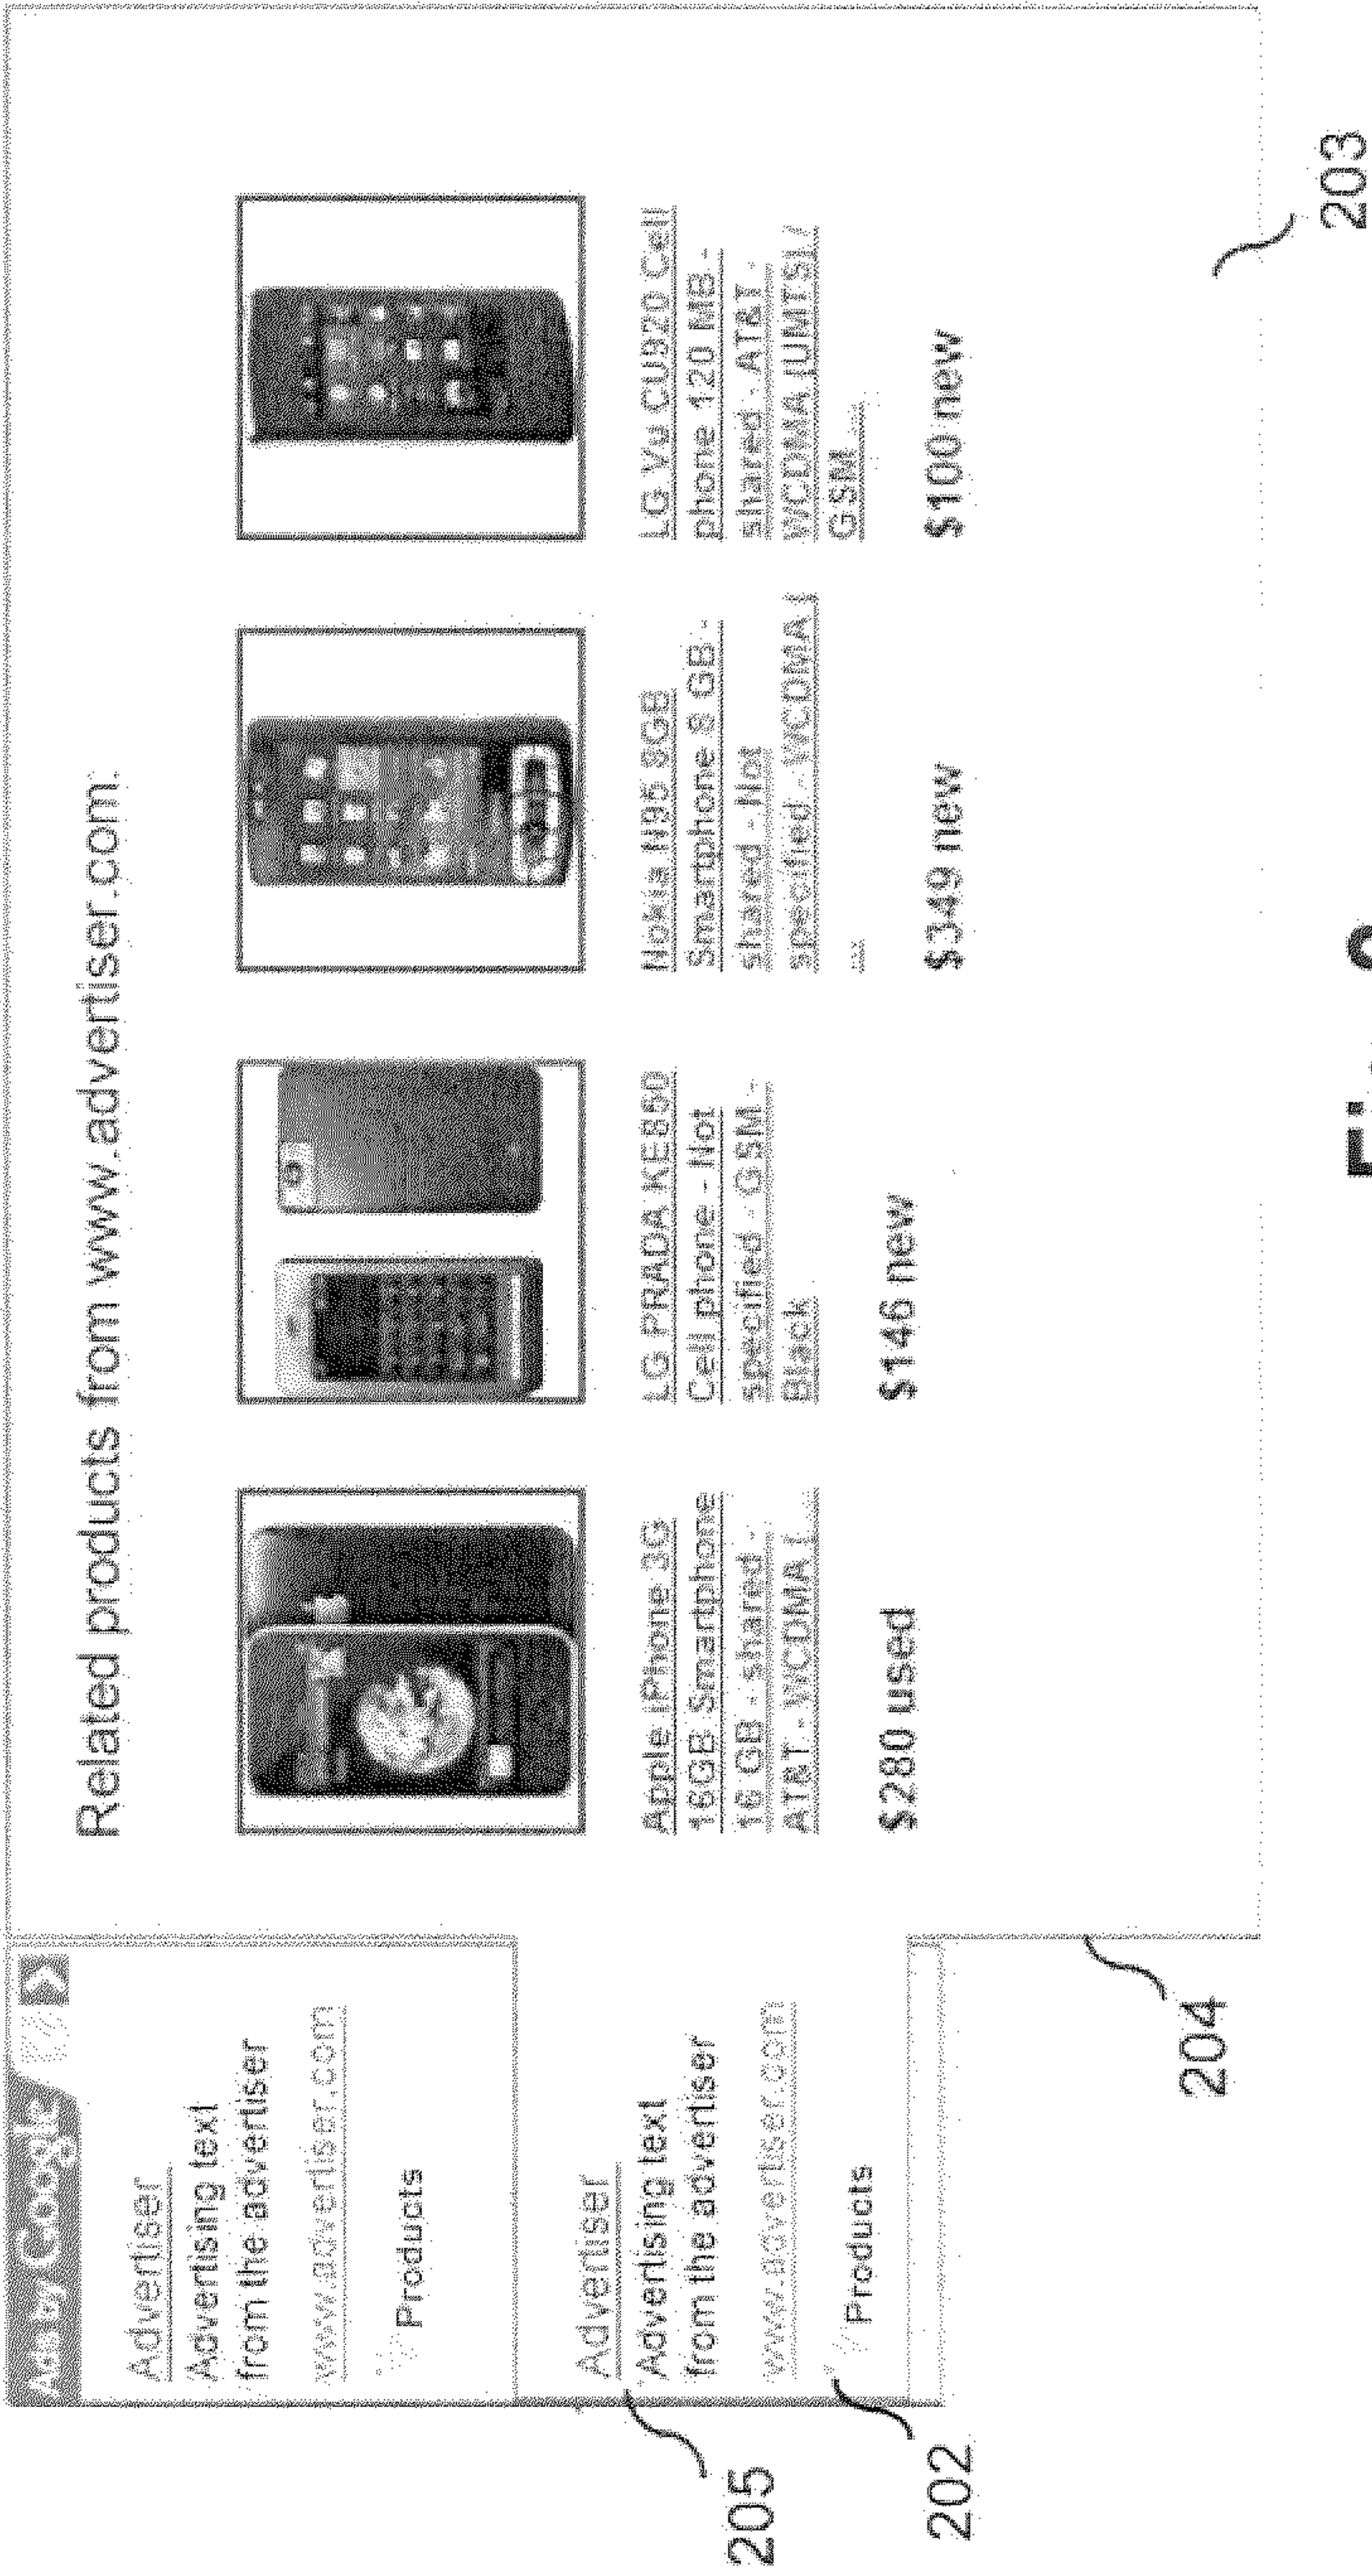 Ads by Google
Advertiser
Advertising text
from the advertiser
www.advertiser.com
Products
Advertiser
Advertising text
from the advertiser
www.advertiser.com
Products
Related products from www.advertiser.com:
Apple iPhone 3G
16GB Smartphone
16 GB - shared -
AT&T - WCDMA (...
$280 used
LG PRADA KE850
Cell phone - Not
specified - GSM -
Black
$146 new
Nokia N95 8GB
Smartphone 8 GB -
shared - Not
specified - WCDMA (
...
$349 new
LG Vu CU920 Cell
phone 120 MB -
shared - AT&T -
WCDMA (UMTS) /
GSM ...
$100 new
205
202
204
203